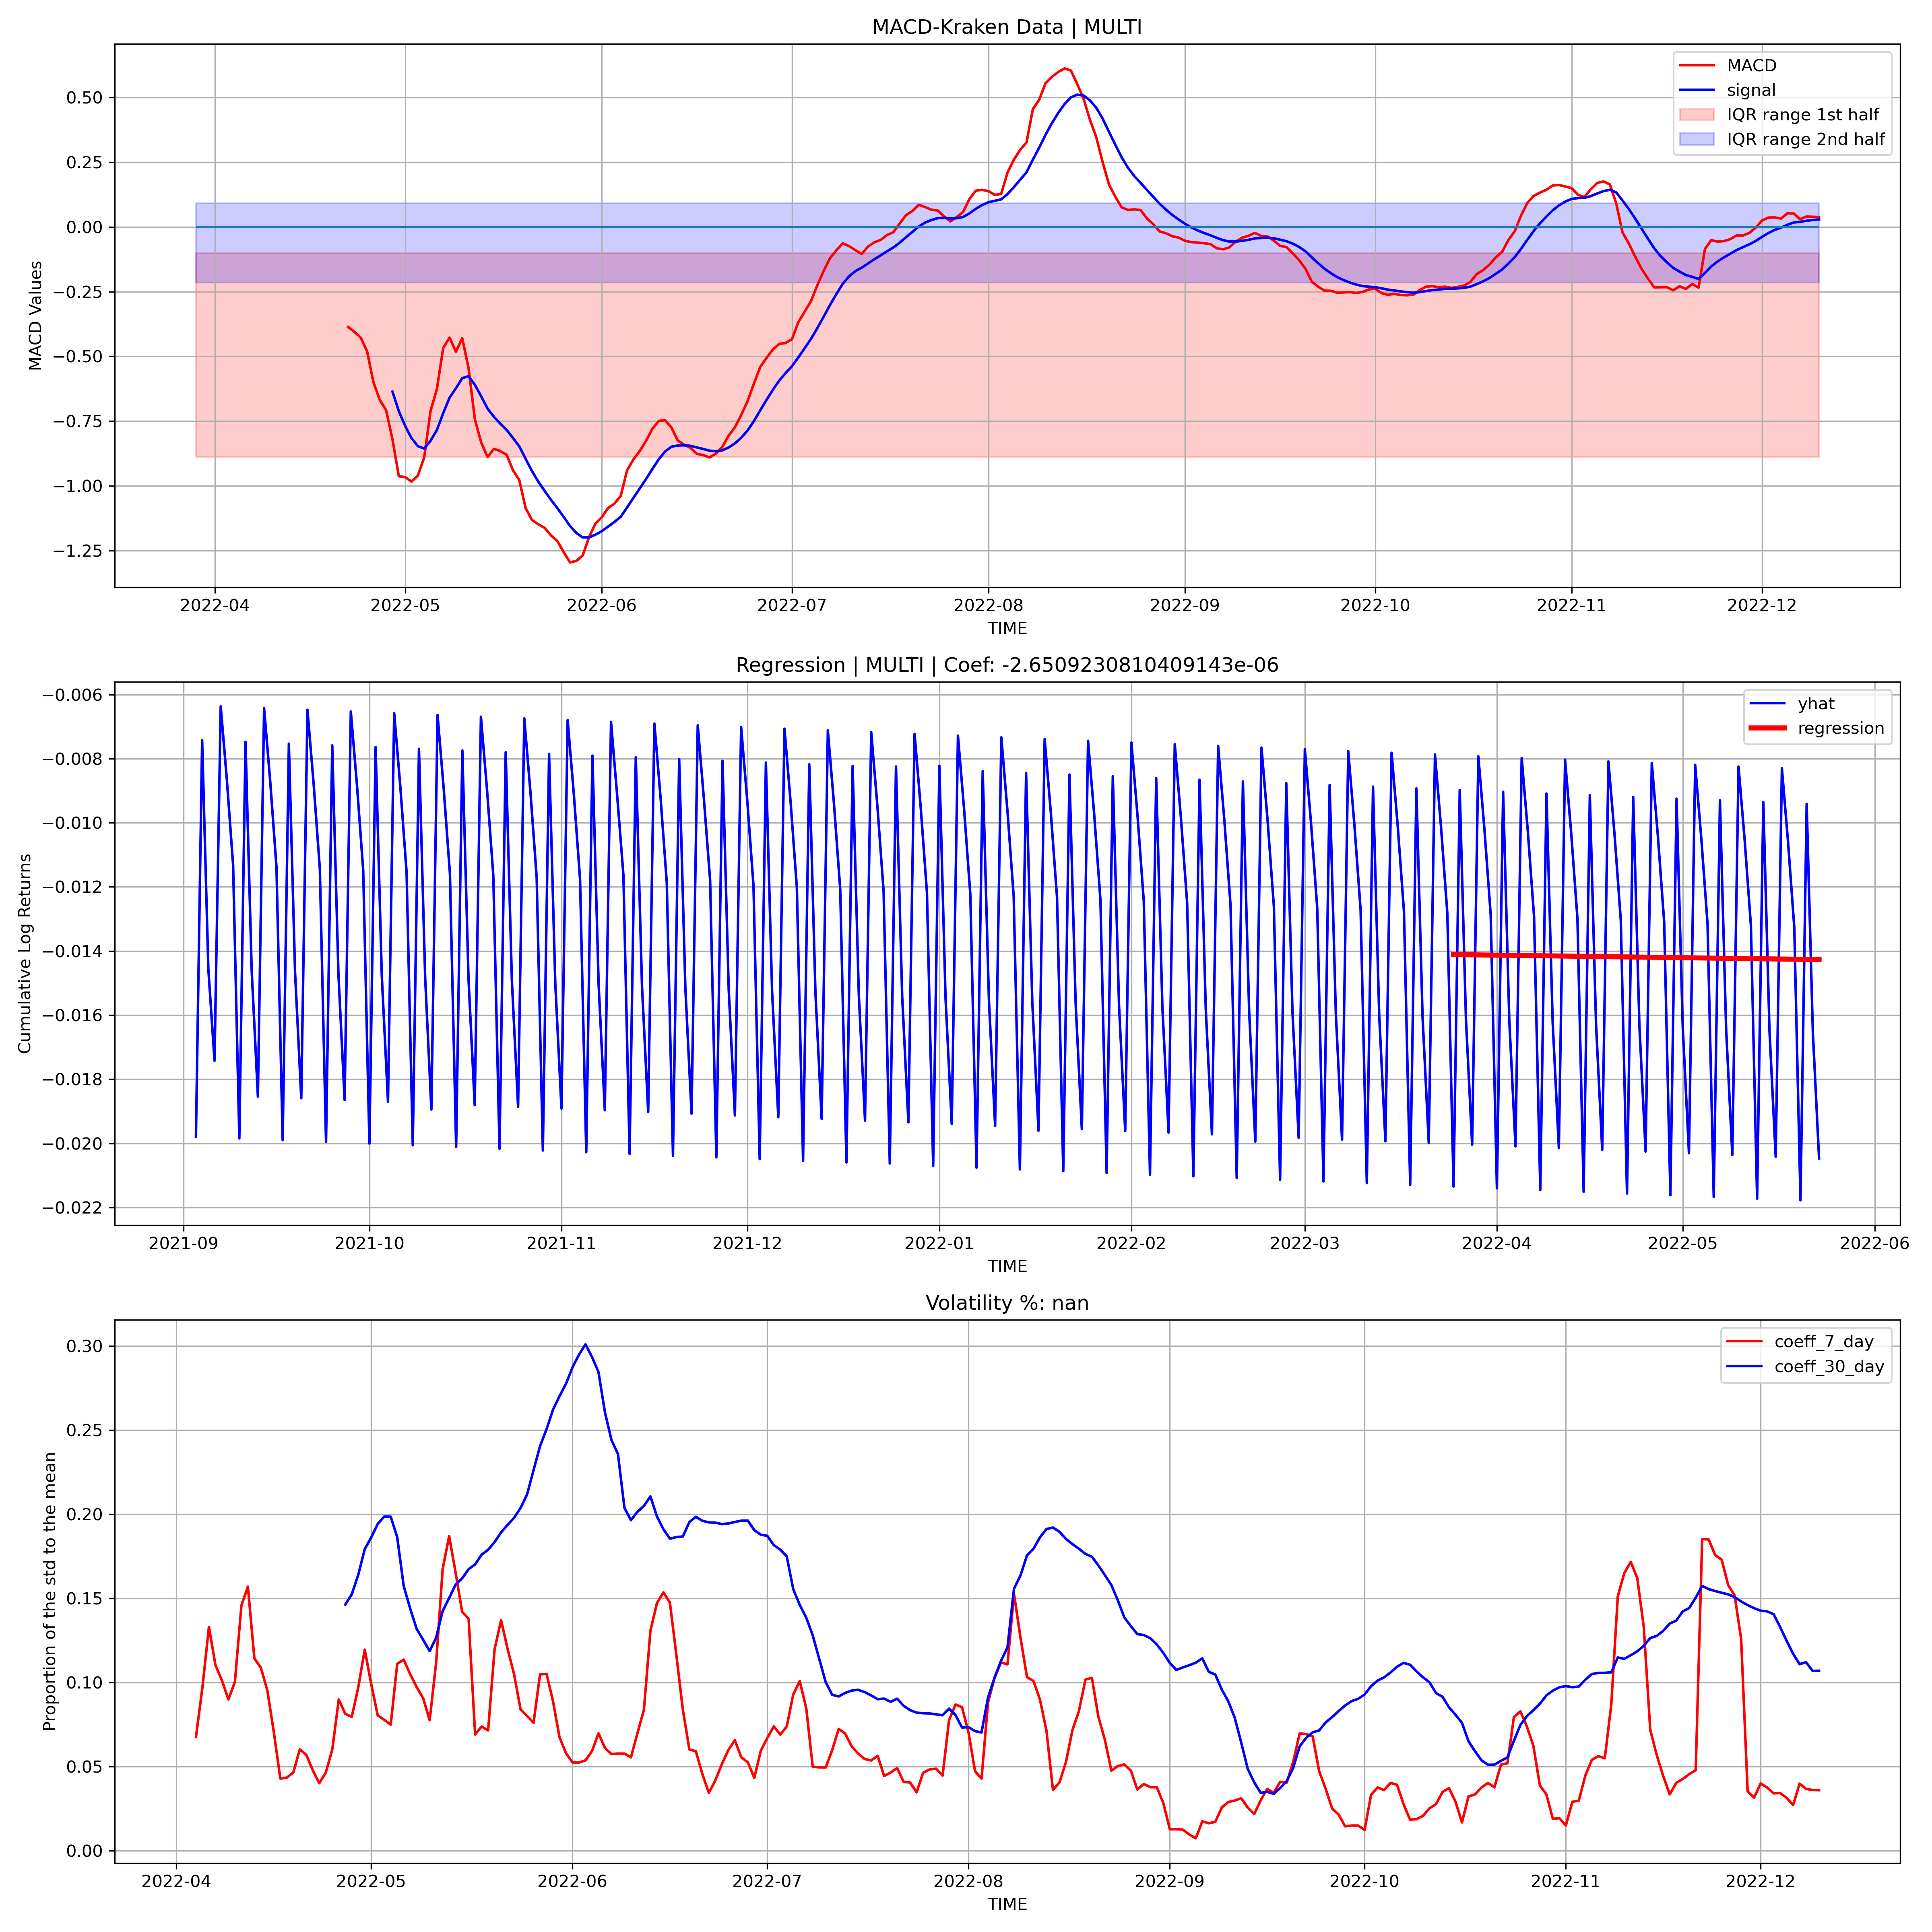 MACD-Kraken Data | MULTI
MACD
signal
IQR range 1st half
IQR range 2nd half
MACD Values
0.50
0.25
0.00
−0.25
−0.50
−0.75
−1.00
−1.25
2022-04 2022-05 2022-06 2022-07 2022-08 2022-09 2022-10 2022-11 2022-12
TIME
Regression | MULTI | Coef: -2.6509230810409143e-06
yhat
regression
Cumulative Log Returns
−0.006
−0.008
−0.010
−0.012
−0.014
−0.016
−0.018
−0.020
−0.022
2021-09 2021-10 2021-11 2021-12 2022-01 2022-02 2022-03 2022-04 2022-05 2022-06
TIME
Volatility %: nan
coeff_7_day
coeff_30_day
Proportion of the std to the mean
0.30
0.25
0.20
0.15
0.10
0.05
0.00
2022-04 2022-05 2022-06 2022-07 2022-08 2022-09 2022-10 2022-11 2022-12
TIME